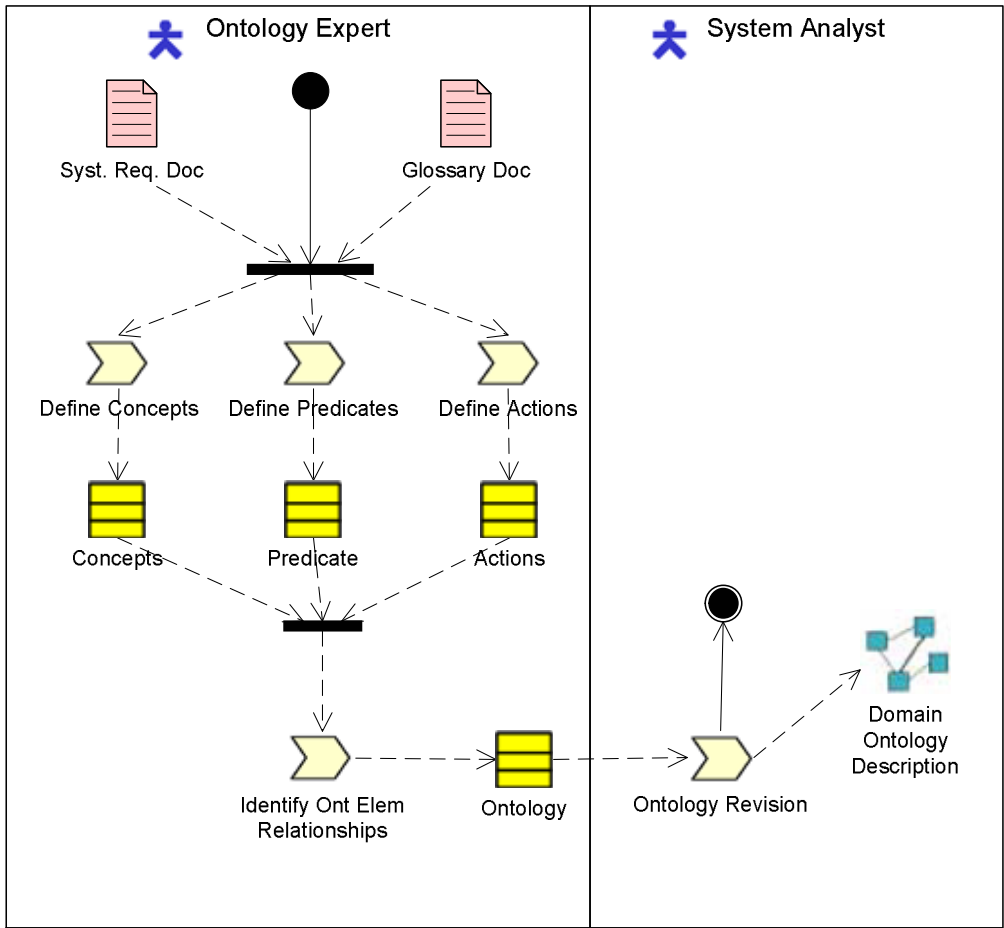 Ontology Expert
System Analyst
Syst. Req. Doc
Glossary Doc
Define Concepts
Define Predicates
Define Actions
Concepts
Predicate
Actions
Identify Ont Elem
Relationships
Ontology
Ontology Revision
Domain
Ontology
Description